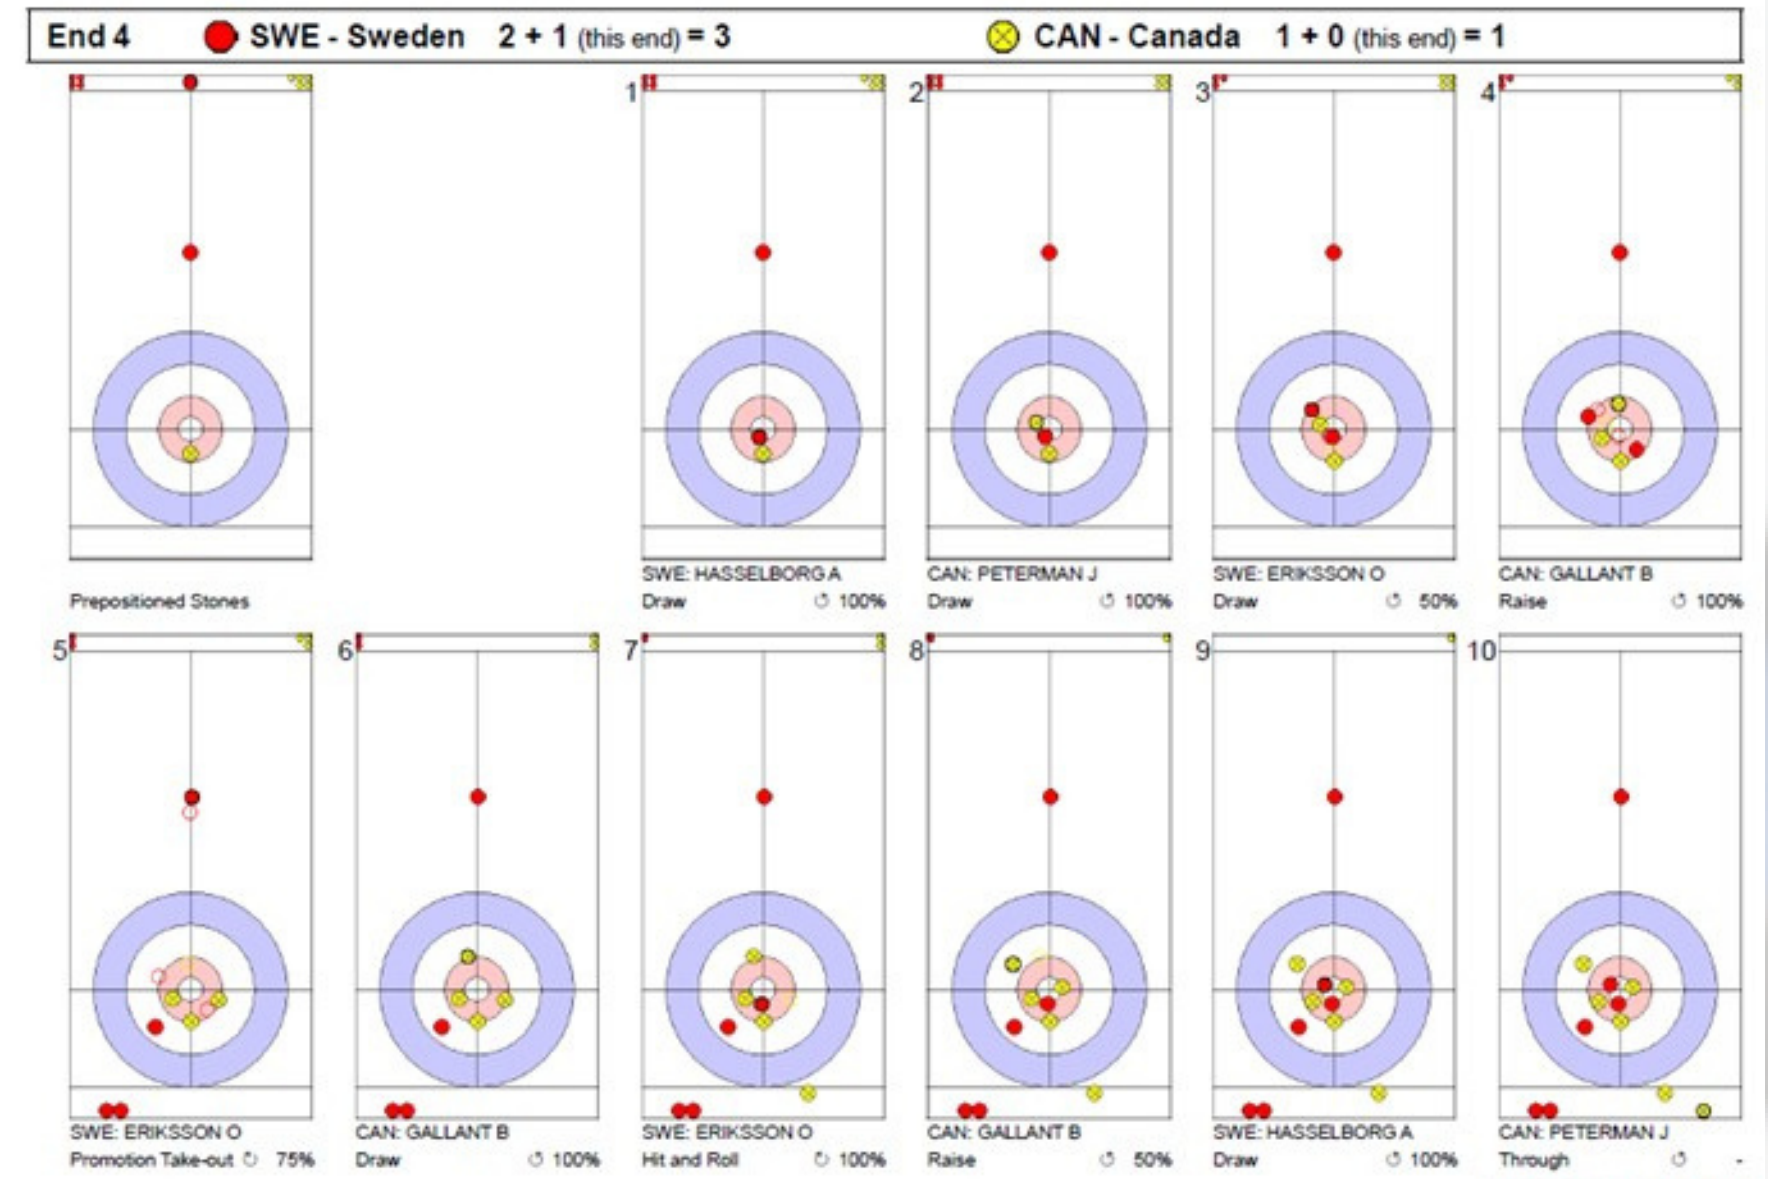 End 4 SWE - Sweden 2 + 1 (this end) = 3 CAN - Canada 1 + 0 (this end) = 1
1 2 3 4
SWE: HASSELBORG A CAN: PETERMAN J SWE: ERIKSSON O CAN: GALLANT B
Prepositioned Stones Draw 100% Draw 100% Draw 50% Raise 100%
5 6 7 8 9 10
SWE: ERIKSSON O CAN: GALLANT B SWE: ERIKSSON O CAN: GALLANT B SWE: HASSELBORG A CAN: PETERMAN J
Promotion Take-out 75% Draw 100% Hit and Roll 100% Raise 50% Draw 100% Through -